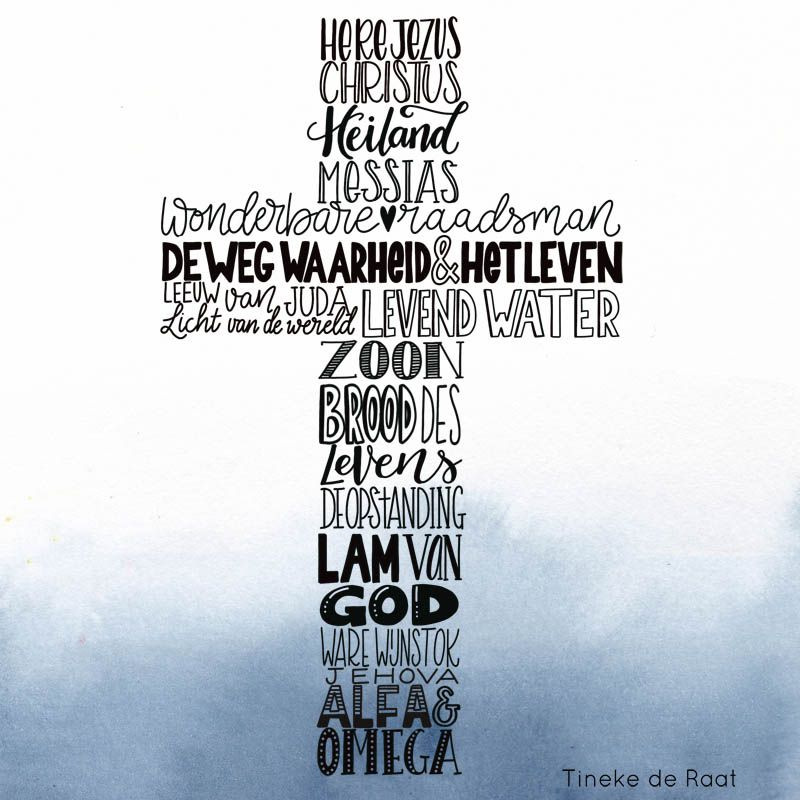 HERE JEZUS
CHRISTUS
Heiland
MESSIAS
wonderbare♥raadsman
DE WEG WAARHEID & HET LEVEN
LEEUW van JUDA
Licht van de wereld
LEVEND WATER
ZOON
BROOD DES
Levens
DE OPSTANDING
LAM VAN
GOD
WARE WIJNSTOK
JEHOVA
ALFA &
OMEGA
Tineke de Raat